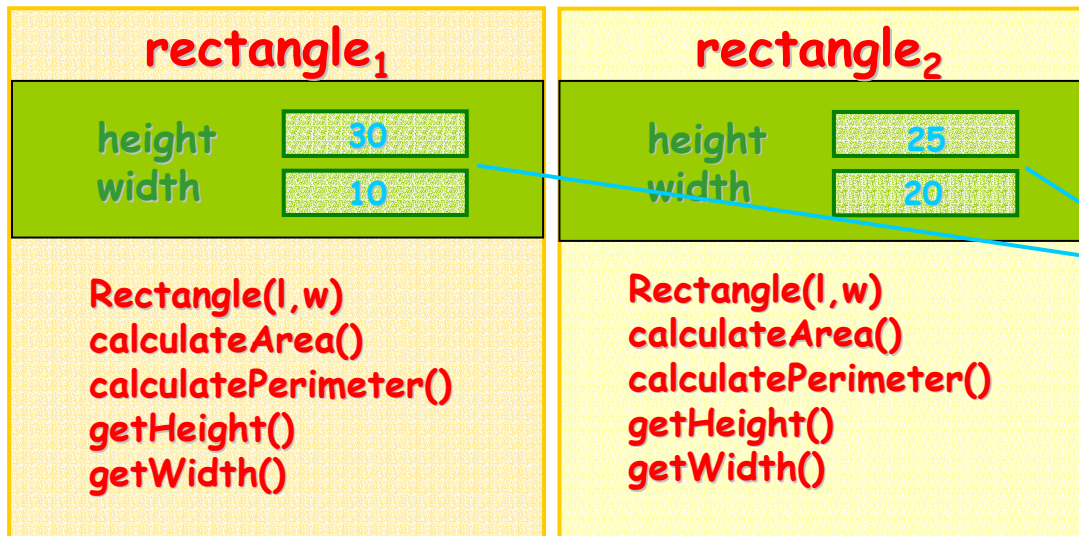 rectangle₁
height 30
width 10
Rectangle(l,w)
calculateArea()
calculatePerimeter()
getHeight()
getWidth()
rectangle₂
height 25
width 20
Rectangle(l,w)
calculateArea()
calculatePerimeter()
getHeight()
getWidth()